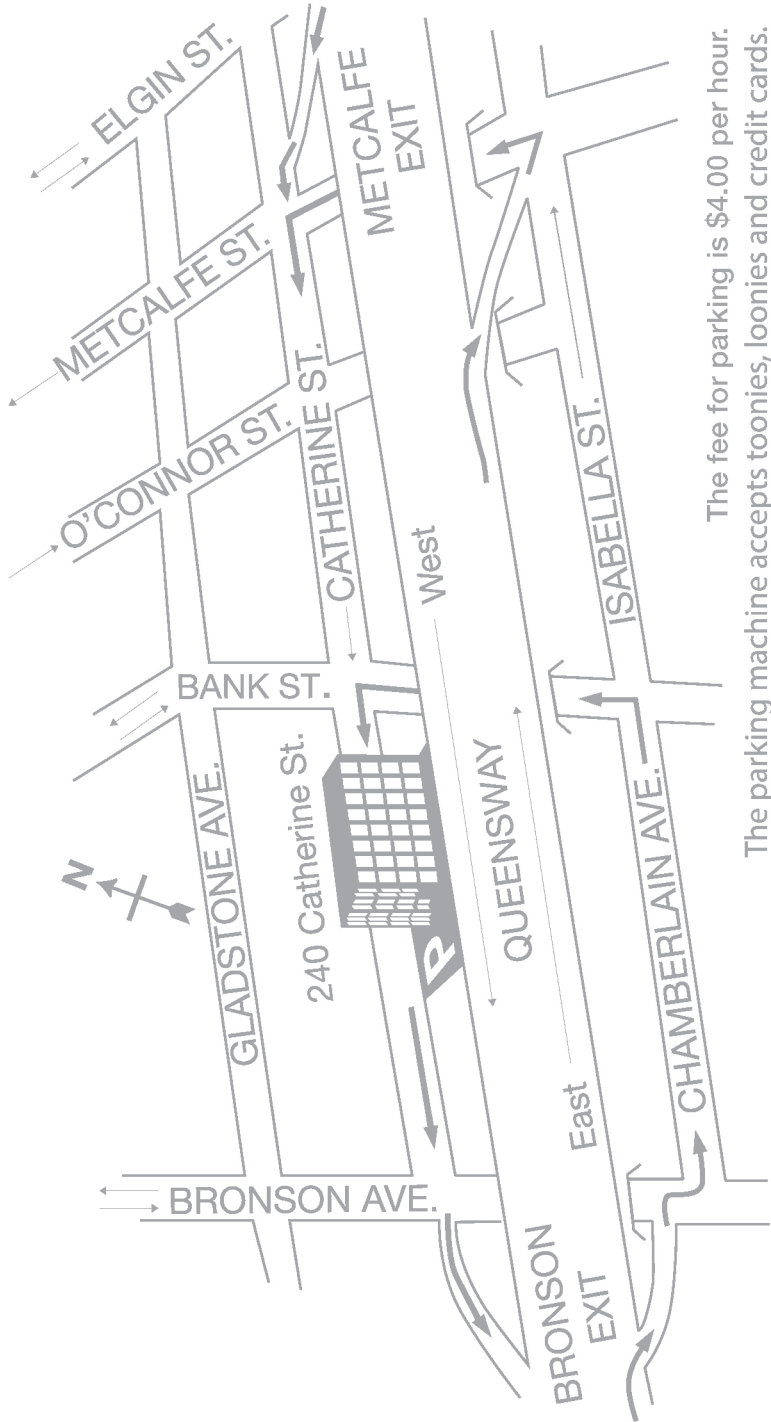 ELGIN ST.
METCALFE ST.
O'CONNOR ST.
CATHERINE ST.
METCALFE
EXIT
BANK ST.
West
N
GLADSTONE AVE.
240 Catherine St.
P
QUEENSWAY
ISABELLA ST.
BRONSON AVE.
East
CHAMBERLAIN AVE.
BRONSON
EXIT
The fee for parking is $4.00 per hour.
The parking machine accepts toonies, loonies and credit cards.